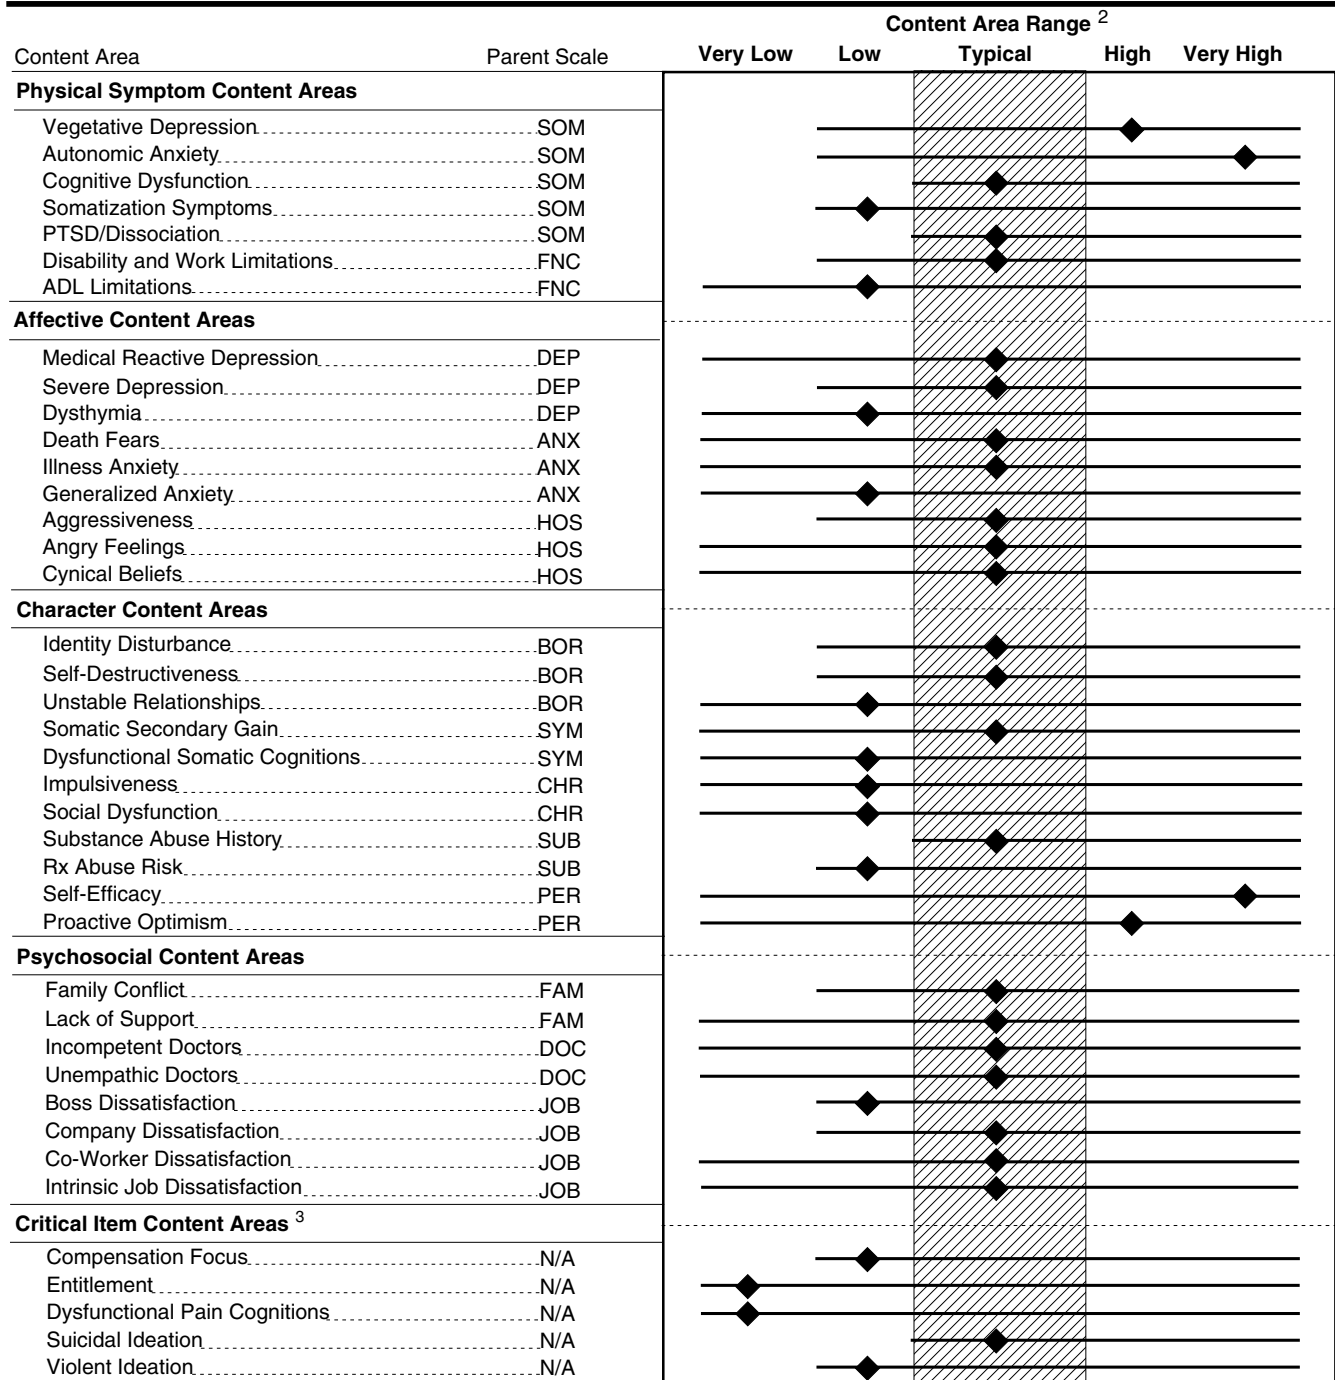 Content Area Range 2
Content Area Parent Scale Very Low Low Typical High Very High
Physical Symptom Content Areas
Vegetative Depression SOM
Autonomic Anxiety SOM
Cognitive Dysfunction SOM
Somatization Symptoms SOM
PTSD/Dissociation SOM
Disability and Work Limitations FNC
ADL Limitations FNC
Affective Content Areas
Medical Reactive Depression DEP
Severe Depression DEP
Dysthymia DEP
Death Fears ANX
Illness Anxiety ANX
Generalized Anxiety ANX
Aggressiveness HOS
Angry Feelings HOS
Cynical Beliefs HOS
Character Content Areas
Identity Disturbance BOR
Self-Destructiveness BOR
Unstable Relationships BOR
Somatic Secondary Gain SYM
Dysfunctional Somatic Cognitions SYM
Impulsiveness CHR
Social Dysfunction CHR
Substance Abuse History SUB
Rx Abuse Risk SUB
Self-Efficacy PER
Proactive Optimism PER
Psychosocial Content Areas
Family Conflict FAM
Lack of Support FAM
Incompetent Doctors DOC
Unempathic Doctors DOC
Boss Dissatisfaction JOB
Company Dissatisfaction JOB
Co-Worker Dissatisfaction JOB
Intrinsic Job Dissatisfaction JOB
Critical Item Content Areas 3
Compensation Focus N/A
Entitlement N/A
Dysfunctional Pain Cognitions N/A
Suicidal Ideation N/A
Violent Ideation N/A